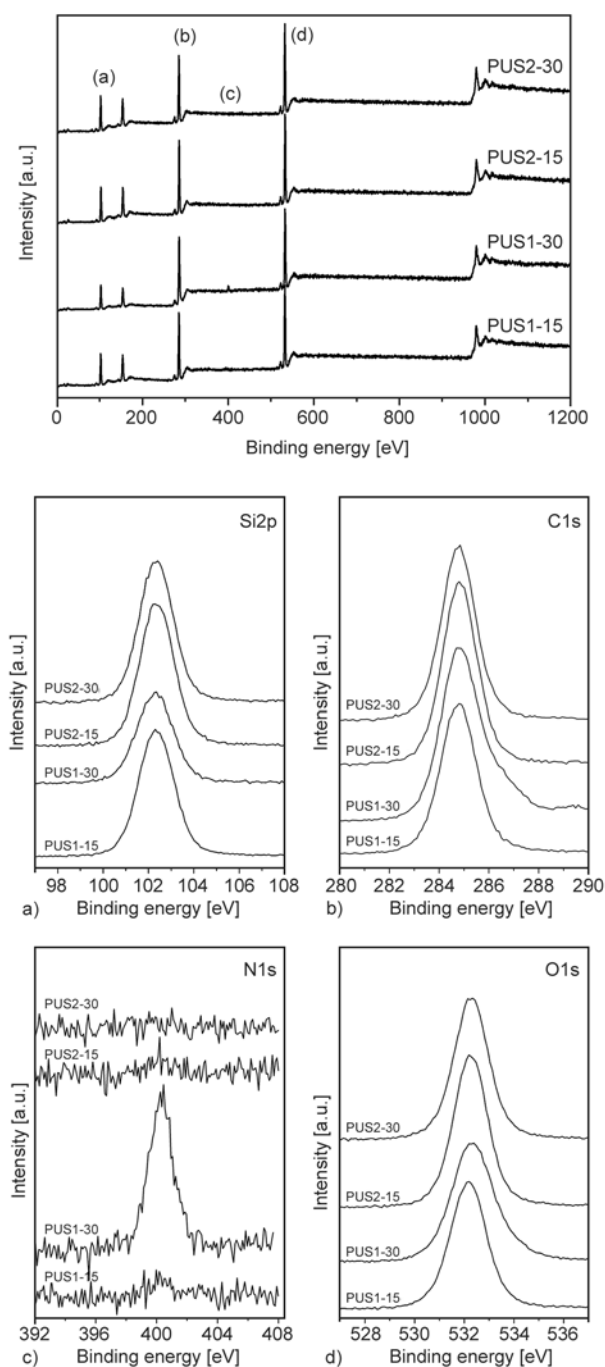 (a)
(b)
(c)
(d)
PUS2-30
PUS2-15
PUS1-30
PUS1-15
Intensity [a.u.]
0 200 400 600 800 1000 1200
Binding energy [eV]
Si2p
PUS2-30
PUS2-15
PUS1-30
PUS1-15
Intensity [a.u.]
98 100 102 104 106 108
a) Binding energy [eV]
C1s
PUS2-30
PUS2-15
PUS1-30
PUS1-15
Intensity [a.u.]
280 282 284 286 288 290
b) Binding energy [eV]
N1s
PUS2-30
PUS2-15
PUS1-30
PUS1-15
Intensity [a.u.]
392 396 400 404 408
c) Binding energy [eV]
O1s
PUS2-30
PUS2-15
PUS1-30
PUS1-15
Intensity [a.u.]
528 530 532 534 536
d) Binding energy [eV]